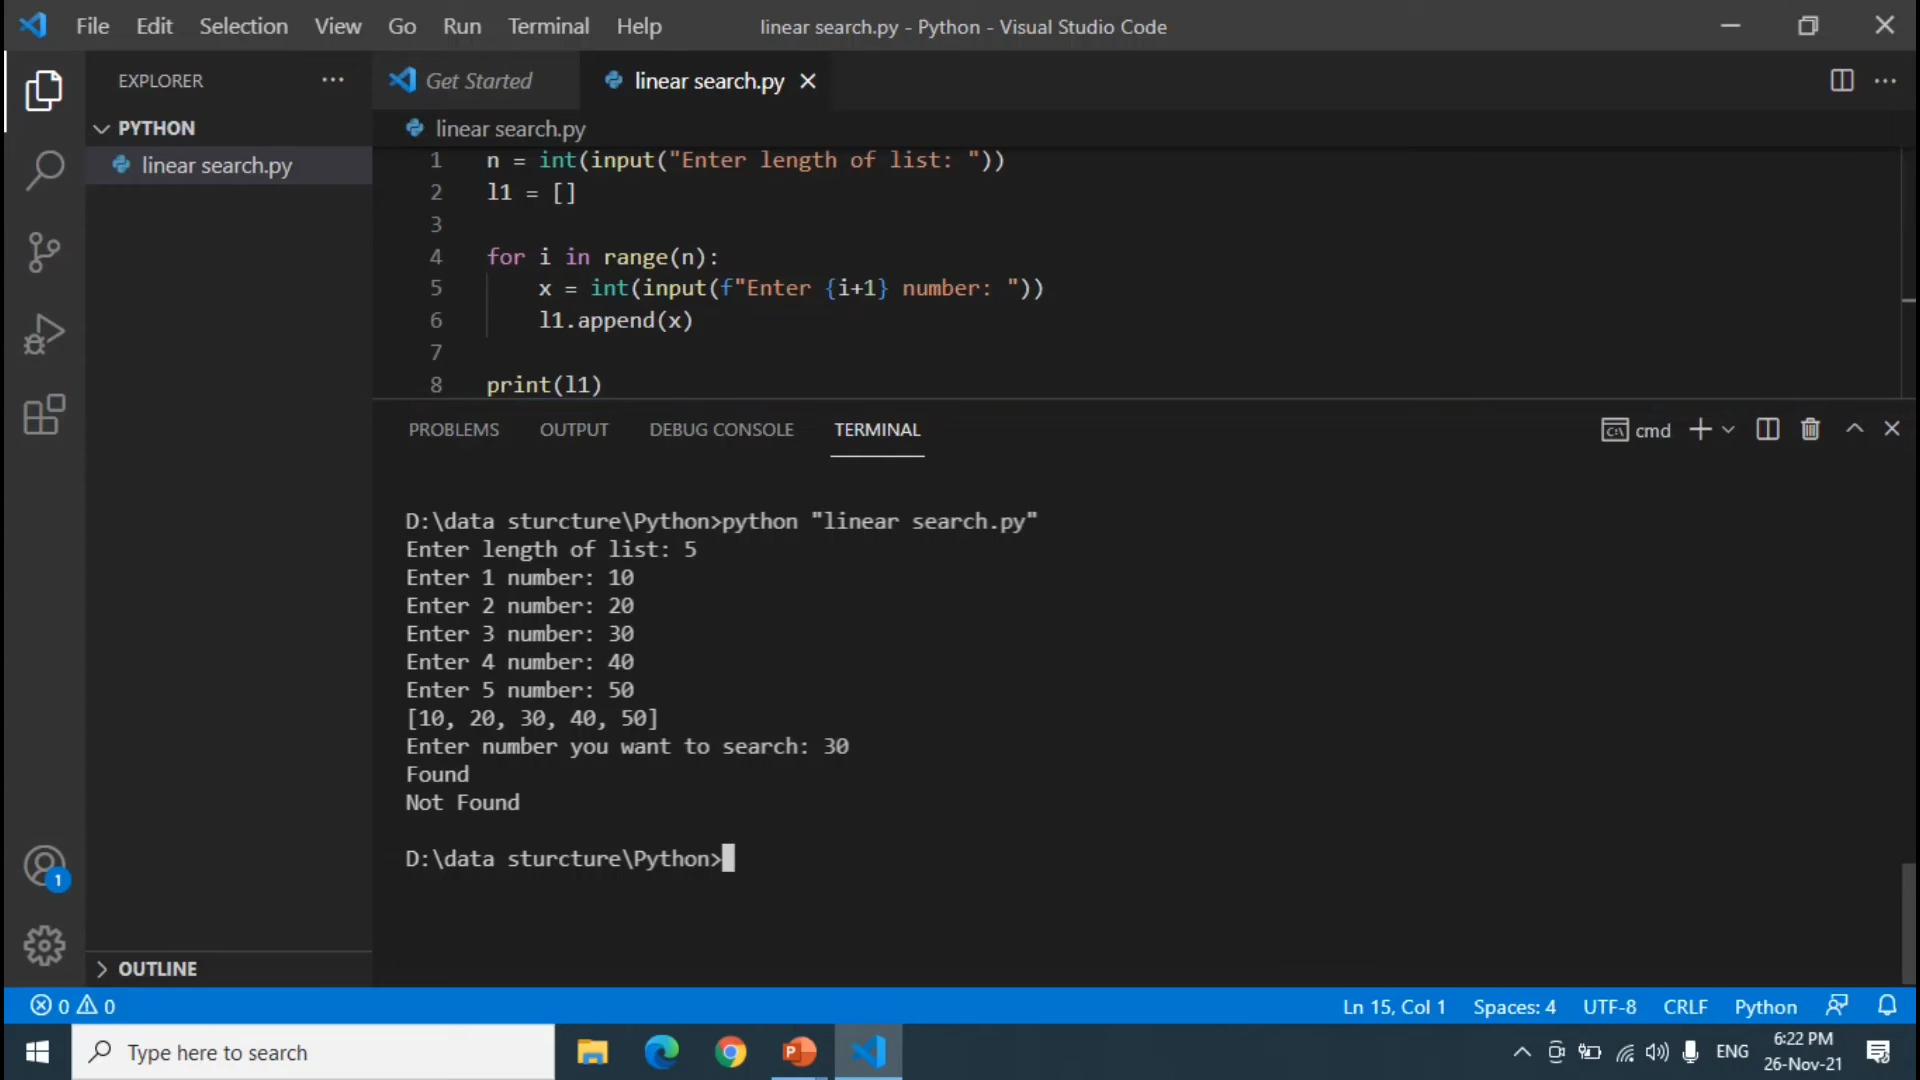 File Edit Selection View Go Run Terminal Help linear search.py - Python - Visual Studio Code
EXPLORER
Get Started
linear search.py
PYTHON
linear search.py
linear search.py
1 n = int(input("Enter length of list: "))
2 l1 = []
3
4 for i in range(n):
5 x = int(input(f"Enter {i+1} number: "))
6 l1.append(x)
7
8 print(l1)
PROBLEMS OUTPUT DEBUG CONSOLE TERMINAL cmd
D:\data sturcture\Python>python "linear search.py"
Enter length of list: 5
Enter 1 number: 10
Enter 2 number: 20
Enter 3 number: 30
Enter 4 number: 40
Enter 5 number: 50
[10, 20, 30, 40, 50]
Enter number you want to search: 30
Found
Not Found
D:\data sturcture\Python>
1
OUTLINE
0 0 Ln 15, Col 1 Spaces: 4 UTF-8 CRLF Python
Type here to search
ENG
6:22 PM
26-Nov-21